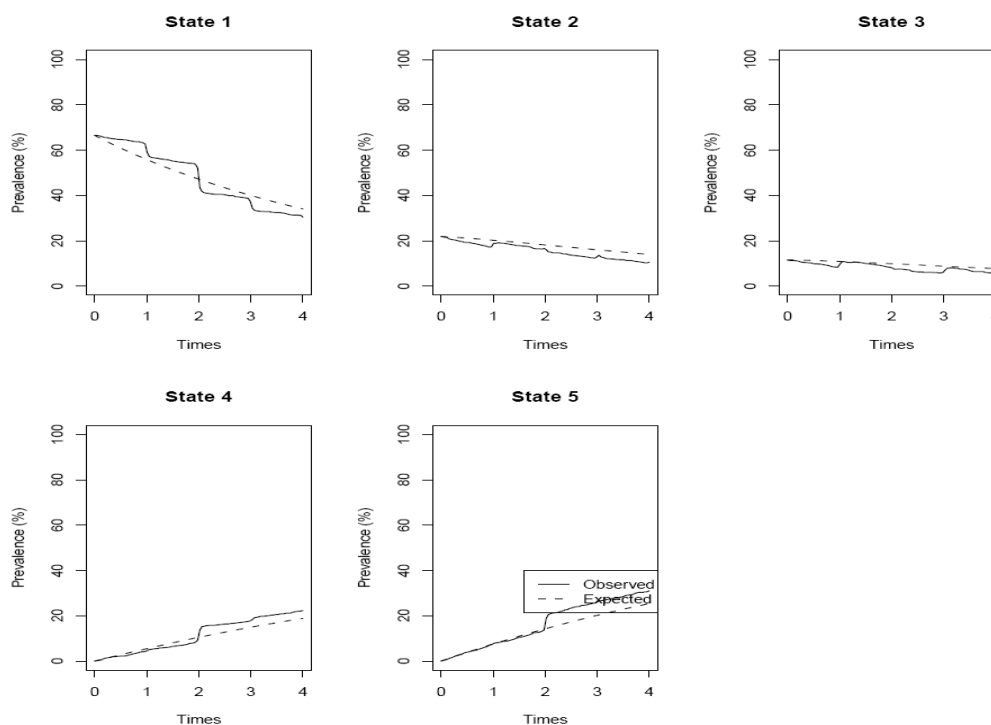 State 1
State 2
State 3
Prevalence (%)
0 20 40 60 80 100
0 1 2 3 4
Times
Prevalence (%)
0 20 40 60 80 100
0 1 2 3 4
Times
Prevalence (%)
0 20 40 60 80 100
0 1 2 3 4
Times
State 4
State 5
Prevalence (%)
0 20 40 60 80 100
0 1 2 3 4
Times
Prevalence (%)
0 20 40 60 80 100
Observed
Expected
0 1 2 3 4
Times